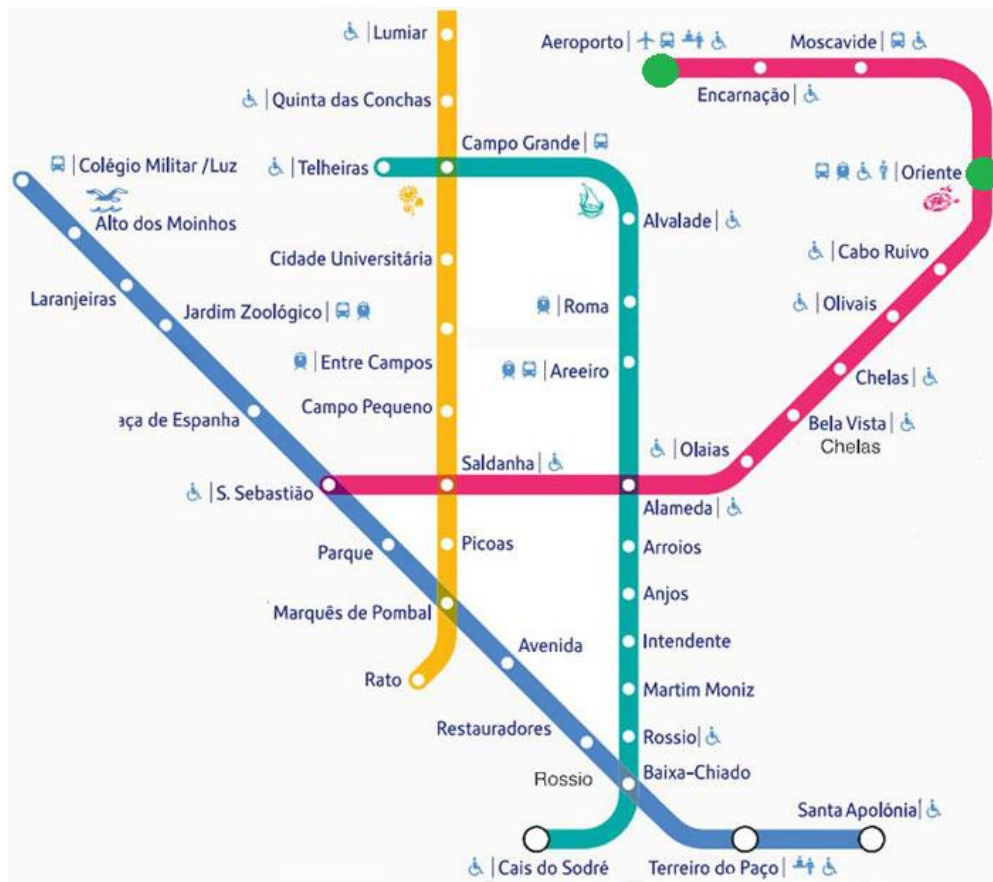 Lumiar
Aeroporto
Moscavide
Quinta das Conchas
Encarnação
Campo Grande
Colégio Militar /Luz
Telheiras
Oriente
Alto dos Moinhos
Alvalade
Cidade Universitária
Cabo Ruivo
Laranjeiras
Jardim Zoológico
Roma
Olivais
Entre Campos
Areeiro
Chelas
Campo Pequeno
aça de Espanha
Bela Vista
Chelas
Olaias
Saldanha
S. Sebastião
Alameda
Parque
Picoas
Arroios
Anjos
Marquês de Pombal
Avenida
Intendente
Rato
Martim Moniz
Restauradores
Rossio
Rossio
Baixa-Chiado
Santa Apolónia
Cais do Sodré
Terreiro do Paço